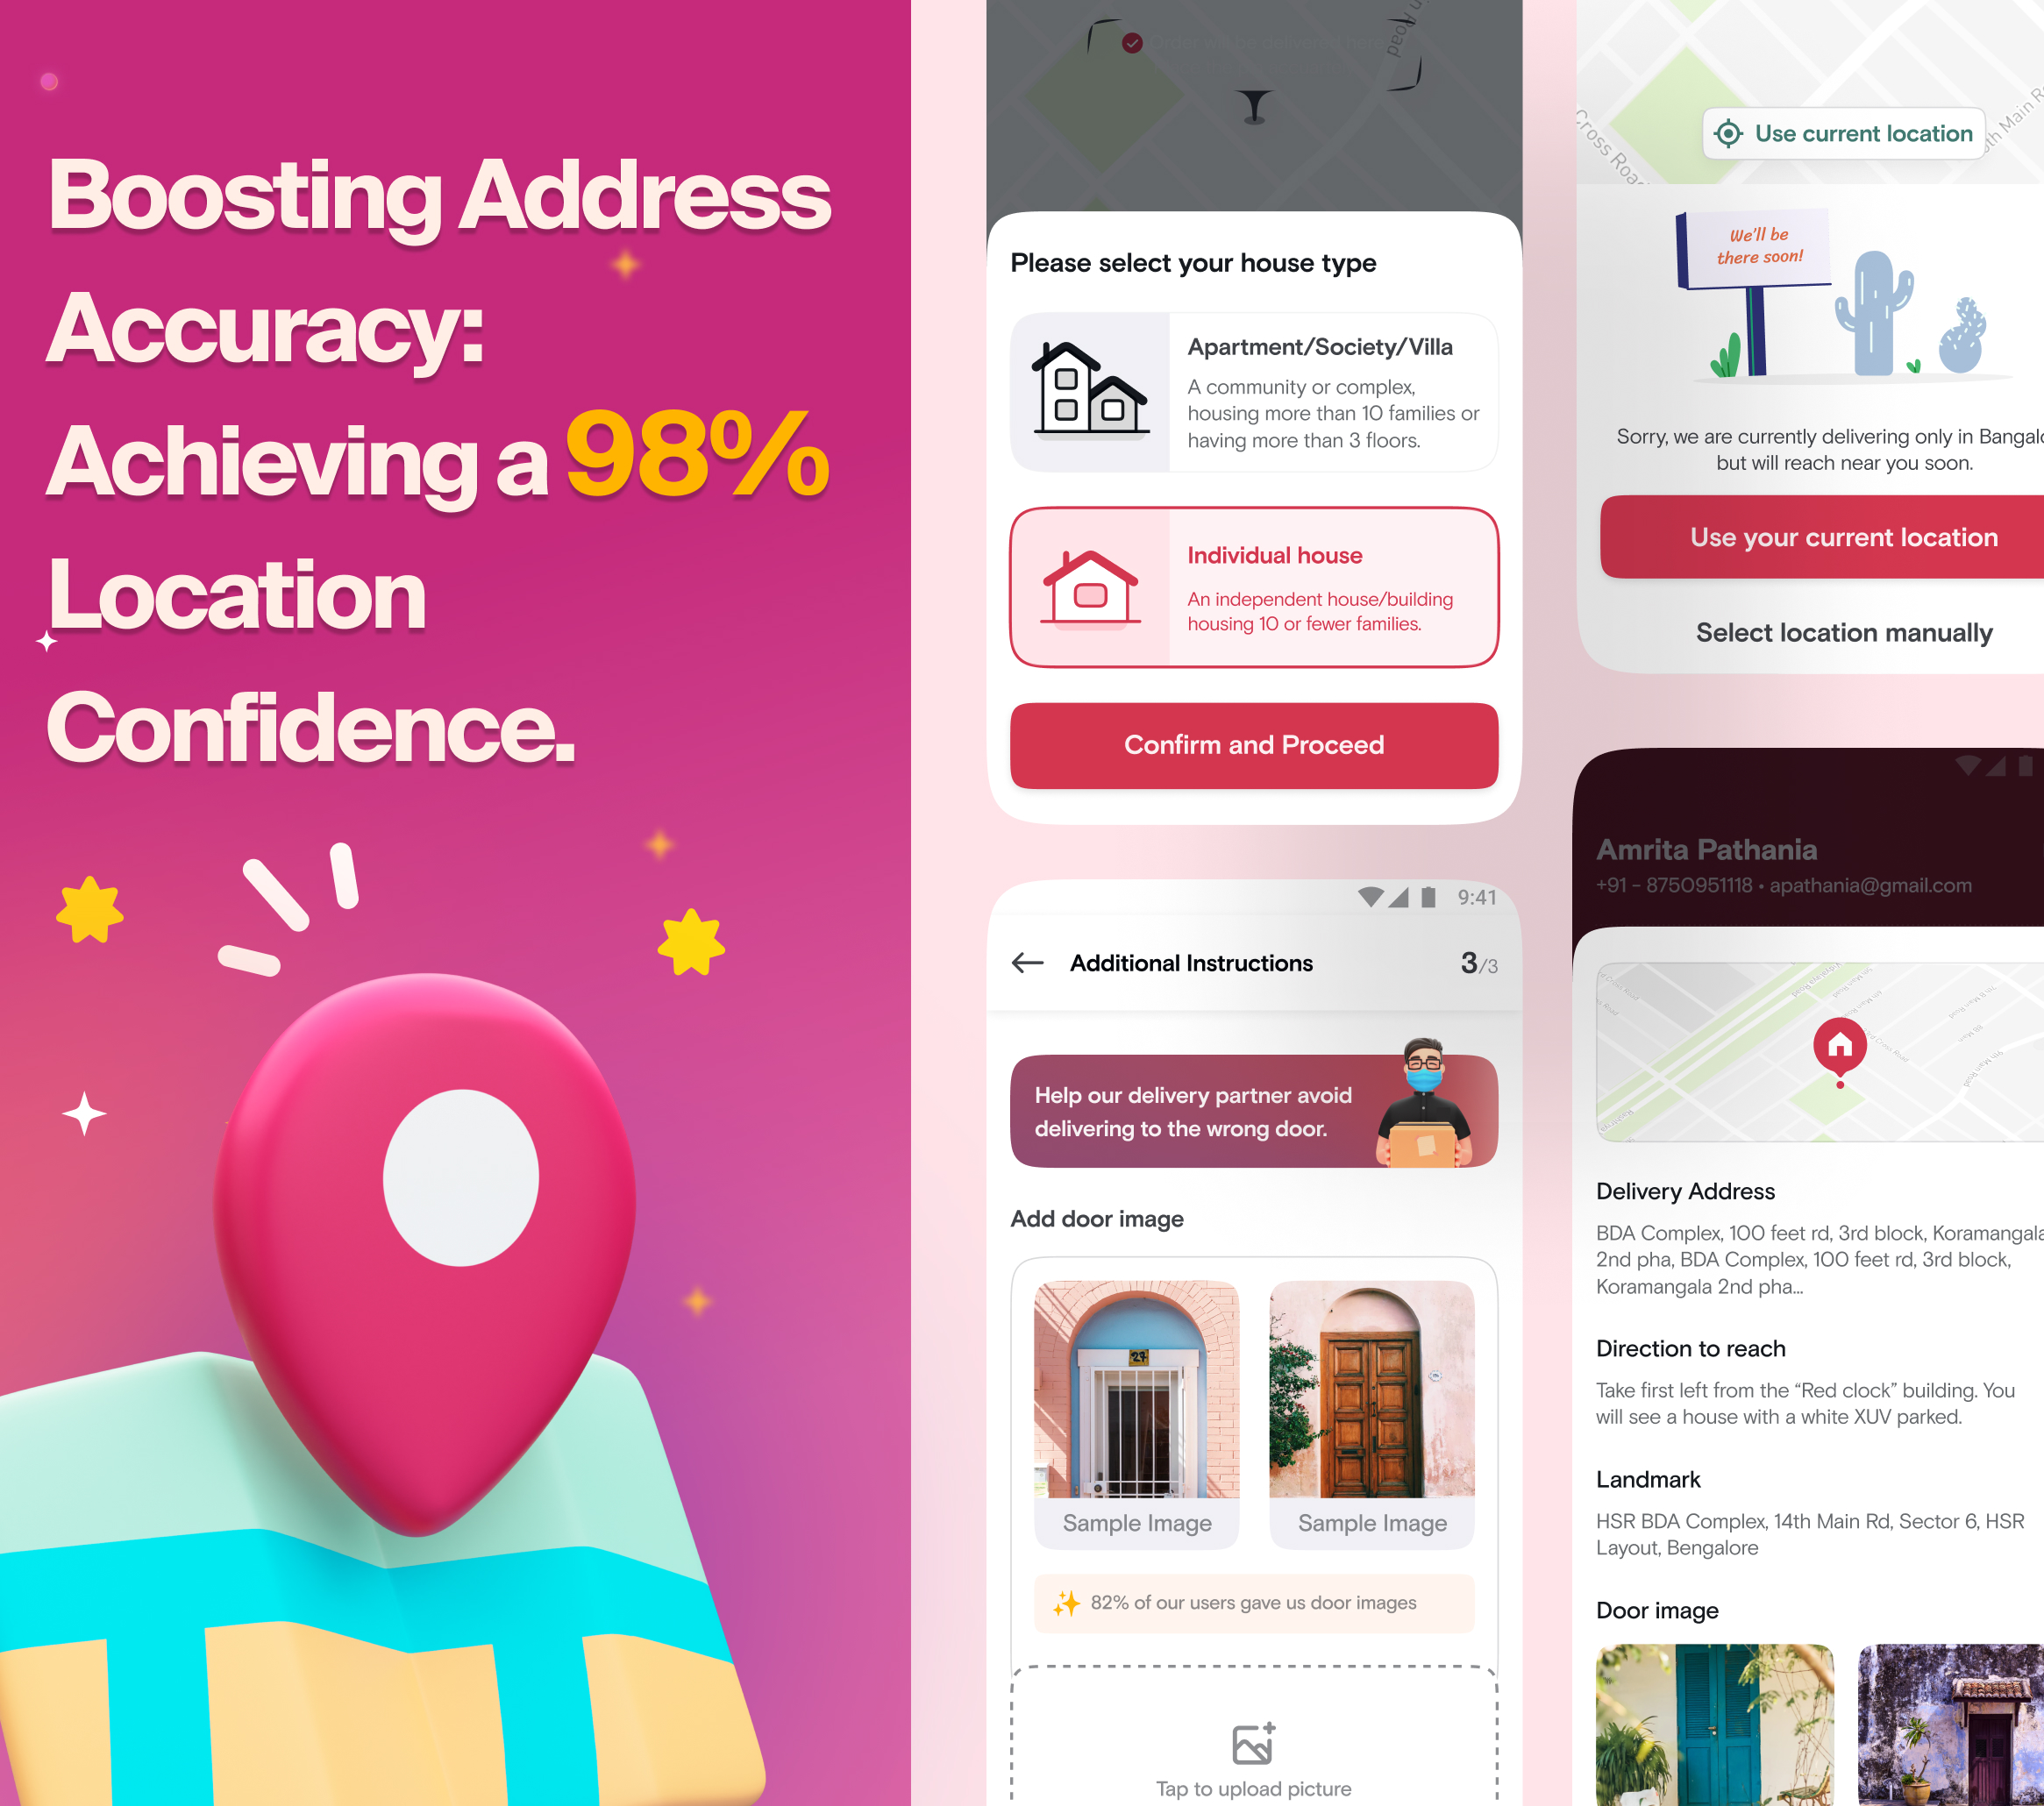 Boosting Address
Accuracy:
Achieving a 98%
Location
Confidence.
Please select your house type
Apartment/Society/Villa
A community or complex,
housing more than 10 families or
having more than 3 floors.
Individual house
An independent house/building
housing 10 or fewer families.
Confirm and Proceed
9:41
Additional Instructions
3/3
Help our delivery partner avoid
delivering to the wrong door.
Add door image
27
Sample Image
Sample Image
82% of our users gave us door images
Tap to upload picture
Cross Road
Main
Use current location
We'll be
there soon!
Sorry, we are currently delivering only in
but will reach near you soon.
Use your current location
Select location manually
Amrita Pathania
+91 - 8750951118 • apathania@gmail.com
Delivery Address
BDA Complex, 100 feet rd, 3rd block, Koramangala
2nd pha, BDA Complex, 100 feet rd, 3rd block,
Koramangala 2nd pha...
Direction to reach
Take first left from the “Red clock” building. You
will see a house with a white XUV parked.
Landmark
HSR BDA Complex, 14th Main Rd, Sector 6, HSR
Layout, Bengalore
Door image